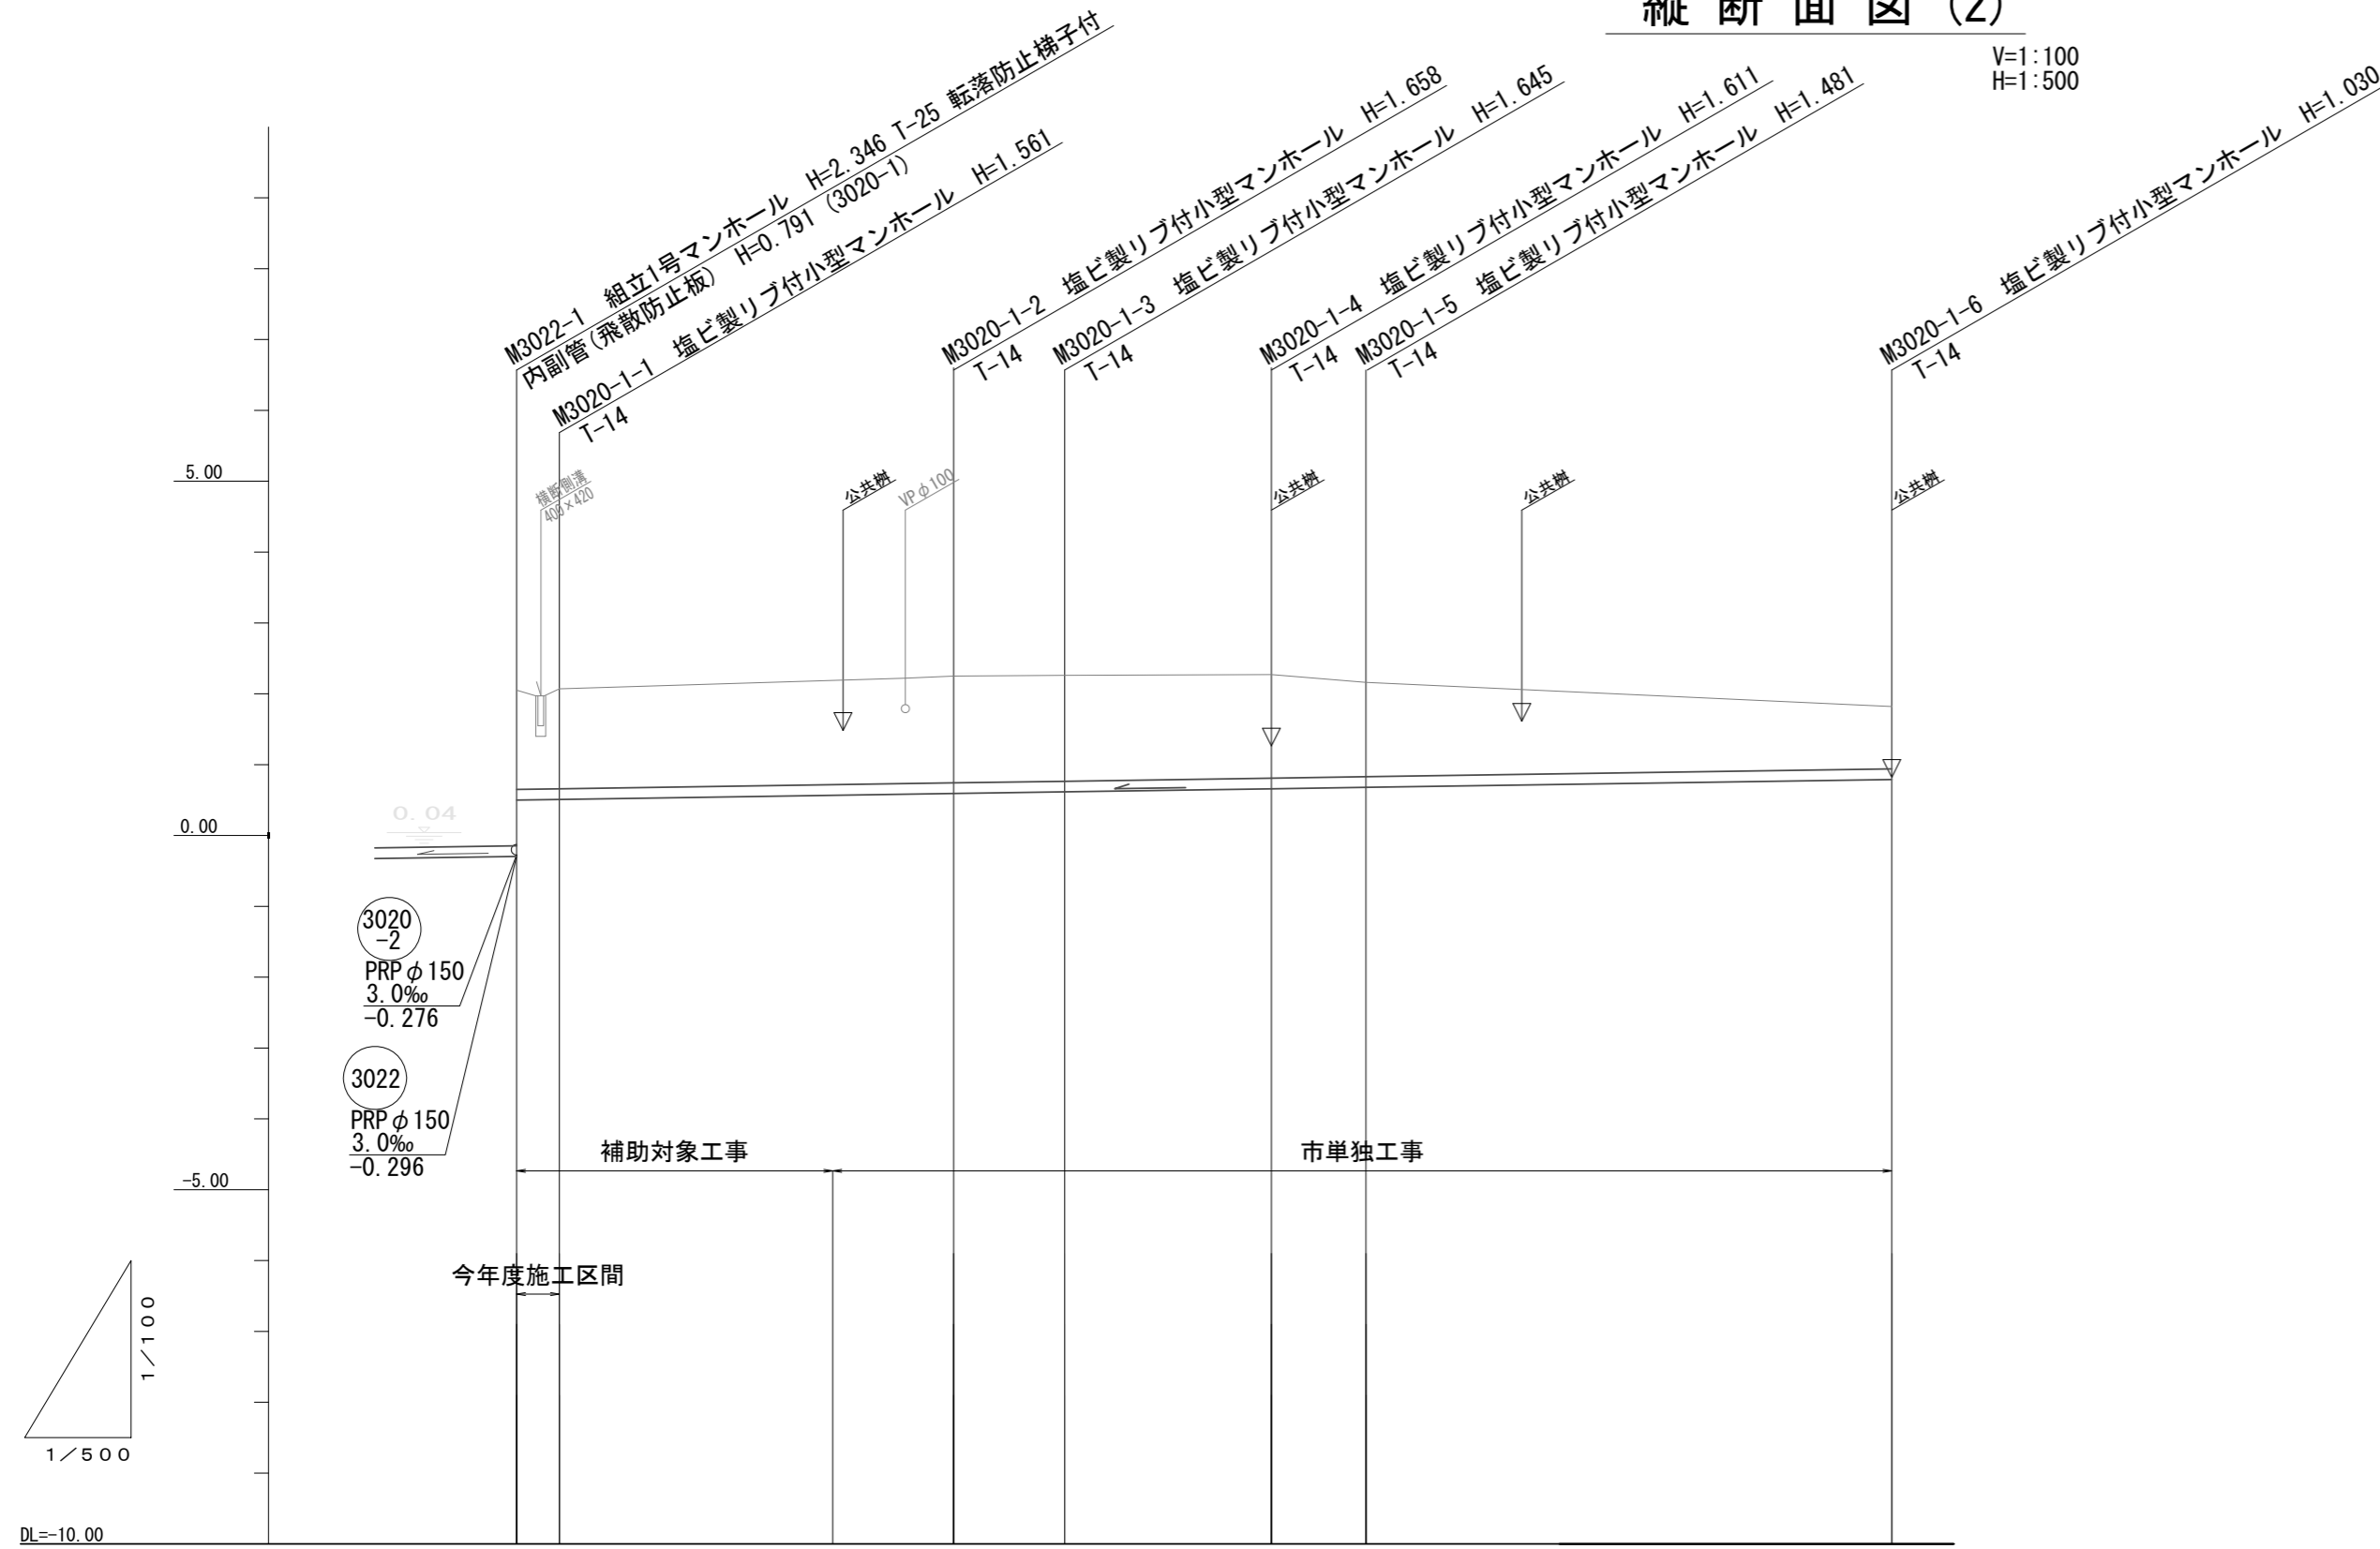 縦断面図(2)
V=1:100
H=1:500
M3022-1 組立1号マンホール H=2.346 T-25 転落防止梯子付
内副管(飛散防止板) H=0.791 (3020-1)
M3020-1-1 塩ビ製リブ付小型マンホール H=1.561
T-14
M3020-1-2 塩ビ製リブ付小型マンホール H=1.658
T-14
M3020-1-3 塩ビ製リブ付小型マンホール H=1.645
T-14
M3020-1-4 塩ビ製リブ付小型マンホール H=1.611
T-14
M3020-1-5 塩ビ製リブ付小型マンホール H=1.481
T-14
M3020-1-6 塩ビ製リブ付小型マンホール H=1.030
T-14
5.00
横断側溝
400×420
公共桝
VPφ100
公共桝
公共桝
公共桝
0.04
0.00
3020
-2
PRPφ150
3.0‰
-0.276
3022
PRPφ150
3.0‰
-0.296
補助対象工事
市単独工事
-5.00
今年度施工区間
1/100
1/500
DL=-10.00